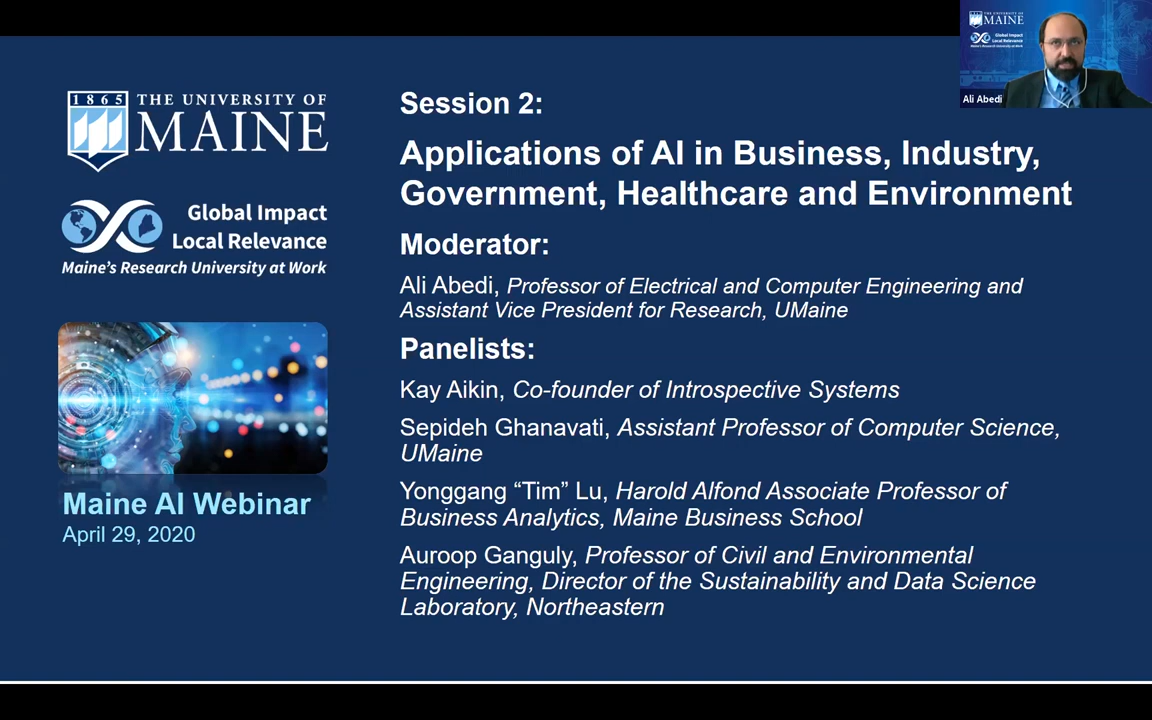 1865
THE UNIVERSITY OF
MAINE
Global Impact
Local Relevance
Maine's Research University at Work
Maine AI Webinar
April 29, 2020
Session 2:
Applications of AI in Business, Industry,
Government, Healthcare and Environment
Moderator:
Ali Abedi, Professor of Electrical and Computer Engineering and
Assistant Vice President for Research, UMaine
Panelists:
Kay Aikin, Co-founder of Introspective Systems
Sepideh Ghanavati, Assistant Professor of Computer Science,
UMaine
Yonggang “Tim” Lu, Harold Alfond Associate Professor of
Business Analytics, Maine Business School
Auroop Ganguly, Professor of Civil and Environmental
Engineering, Director of the Sustainability and Data Science
Laboratory, Northeastern
THE UNIVERSITY OF
MAINE
Global Impact
Local Relevance
Maine's Research University at Work
Ali Abedi